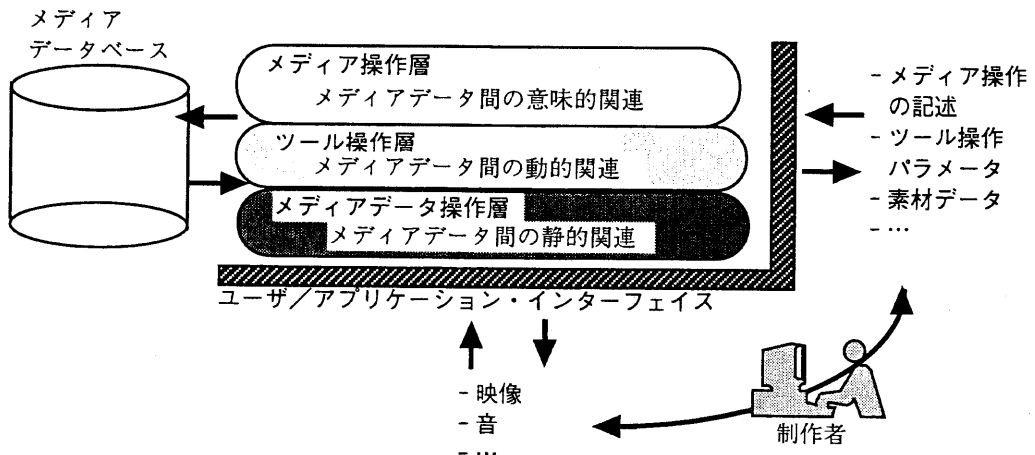 メディア
データベース
メディア操作層
メディアデータ間の意味的関連
ツール操作層
メディアデータ間の動的関連
メディアデータ操作層
メディアデータ間の静的関連
ユーザ／アプリケーション・インターフェイス
- メディア操作
の記述
- ツール操作
パラメータ
- 素材データ
- …
- 映像
- 音
- …
制作者